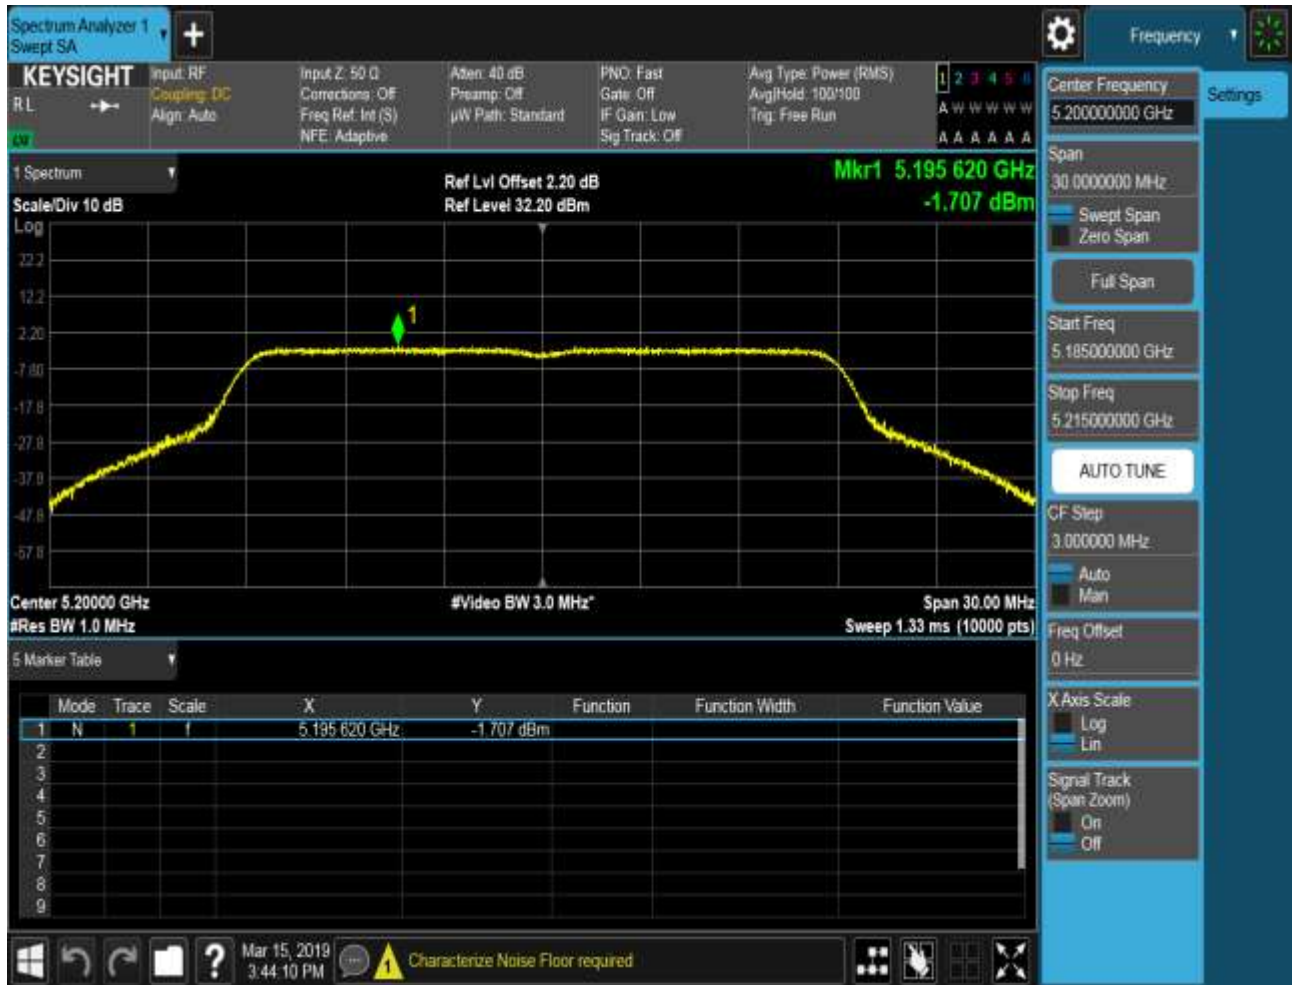 Spectrum Analyzer 1
Swept SA
+
Frequency
KEYSIGHT
R L
Input: RF
Coupling: DC
Align: Auto
Input Z: 50 Ω
Corrections: Off
Freq Ref: Int (S)
NFE: Adaptive
Atten: 40 dB
Preamp: Off
µW Path: Standard
PNO: Fast
Gate: Off
IF Gain: Low
Sig Track: Off
Avg Type: Power (RMS)
Avg|Hold: 100/100
Trig: Free Run
1 2 3 4 5 6
A W W W W W
A A A A A A
1 Spectrum
Scale/Div 10 dB
Ref Lvl Offset 2.20 dB
Ref Level 32.20 dBm
Mkr1 5.195 620 GHz
-1.707 dBm
Log
22.2
12.2
2.20
-7.80
-17.8
-27.8
-37.8
-47.8
-57.8
1
Center 5.20000 GHz
#Res BW 1.0 MHz
#Video BW 3.0 MHz*
Span 30.00 MHz
Sweep 1.33 ms (10000 pts)
5 Marker Table
Mode Trace Scale X Y Function Function Width Function Value
1 N 1 f 5.195 620 GHz -1.707 dBm
2
3
4
5
6
7
8
9
Center Frequency
5.200000000 GHz
Settings
Span
30.0000000 MHz
Swept Span
Zero Span
Full Span
Start Freq
5.185000000 GHz
Stop Freq
5.215000000 GHz
AUTO TUNE
CF Step
3.000000 MHz
Auto
Man
Freq Offset
0 Hz
X Axis Scale
Log
Lin
Signal Track
(Span Zoom)
On
Off
?
Mar 15, 2019
3:44:10 PM
1
Characterize Noise Floor required